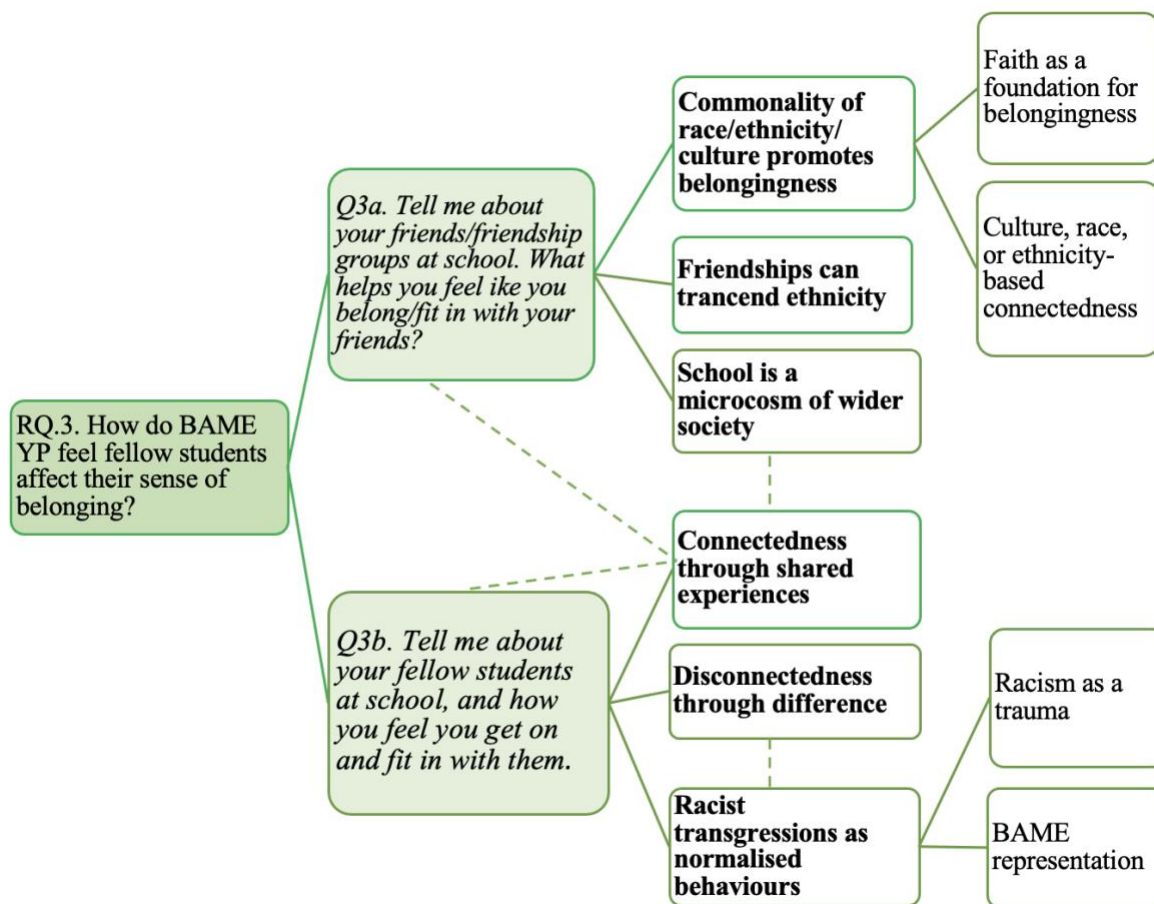 RQ.3. How do BAME
YP feel fellow students
affect their sense of
belonging?
Q3a. Tell me about
your friends/friendship
groups at school. What
helps you feel ike you
belong/fit in with your
friends?
Commonality of
race/ethnicity/
culture promotes
belongingness
Faith as a
foundation for
belongingness
Culture, race,
or ethnicity-
based
connectedness
Friendships can
trancend ethnicity
School is a
microcosm of wider
society
Q3b. Tell me about
your fellow students
at school, and how
you feel you get on
and fit in with them.
Connectedness
through shared
experiences
Disconnectedness
through difference
Racist
transgressions as
normalised
behaviours
Racism as a
trauma
BAME
representation